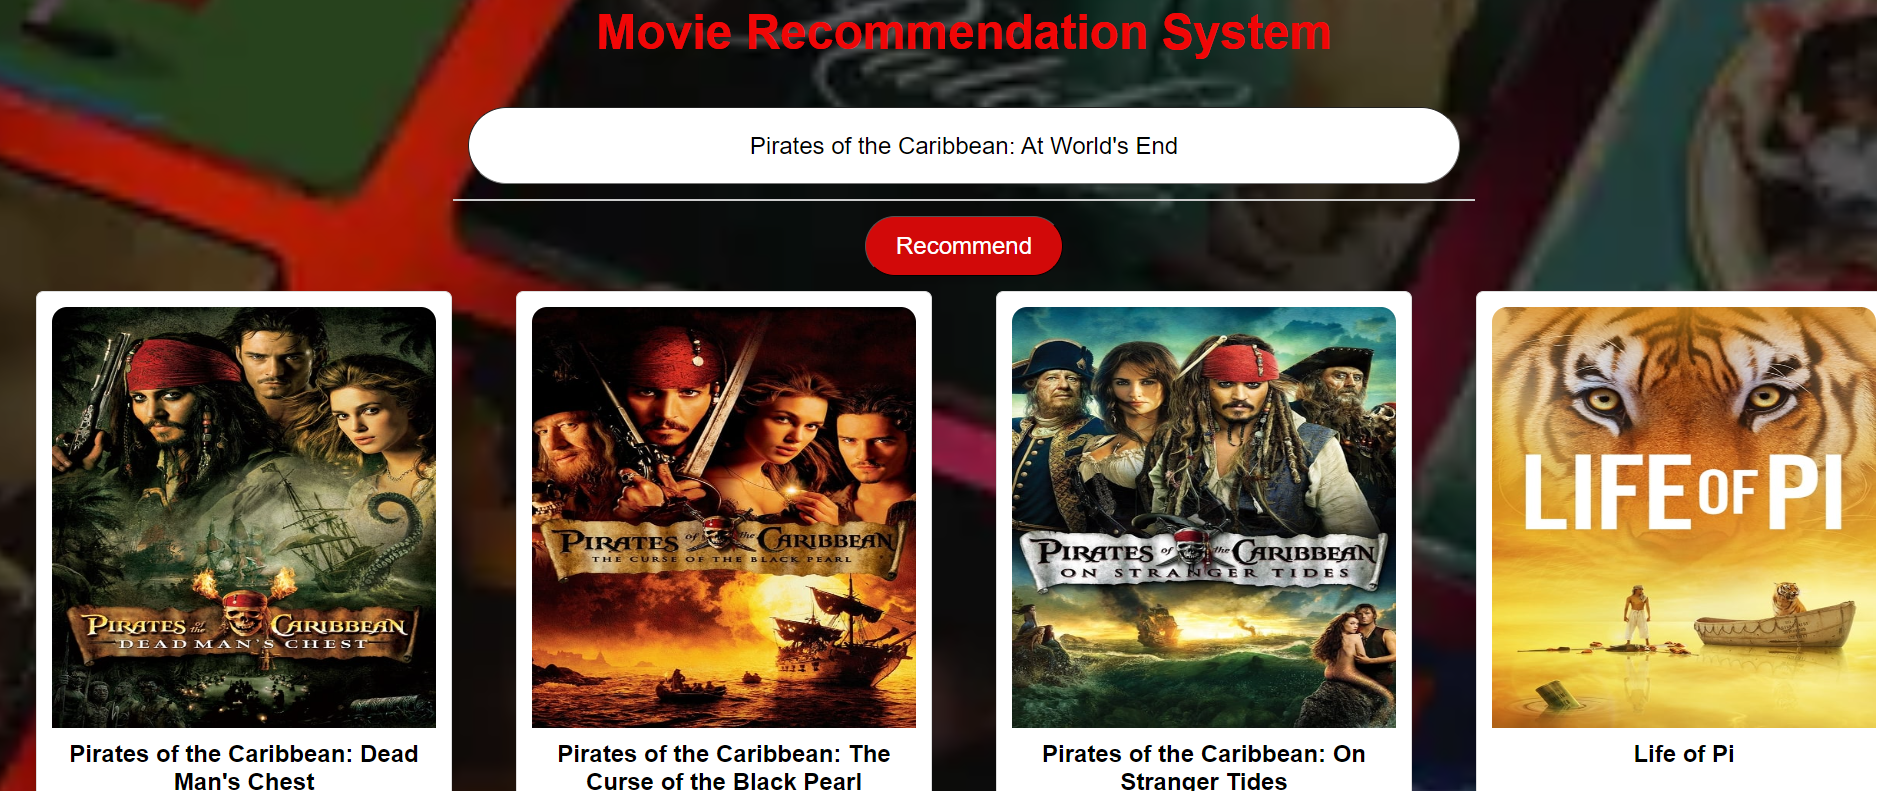 Movie Recommendation System
Pirates of the Caribbean: At World's End
Recommend
PIRATES of the CARIBBEAN
DEAD MAN'S CHEST
PIRATES of the CARIBBEAN
THE CURSE OF THE BLACK PEARL
PIRATES of the CARIBBEAN
ON STRANGER TIDES
LIFE OF PI
Pirates of the Caribbean: Dead
Man's Chest
Pirates of the Caribbean: The
Curse of the Black Pearl
Pirates of the Caribbean: On
Stranger Tides
Life of Pi